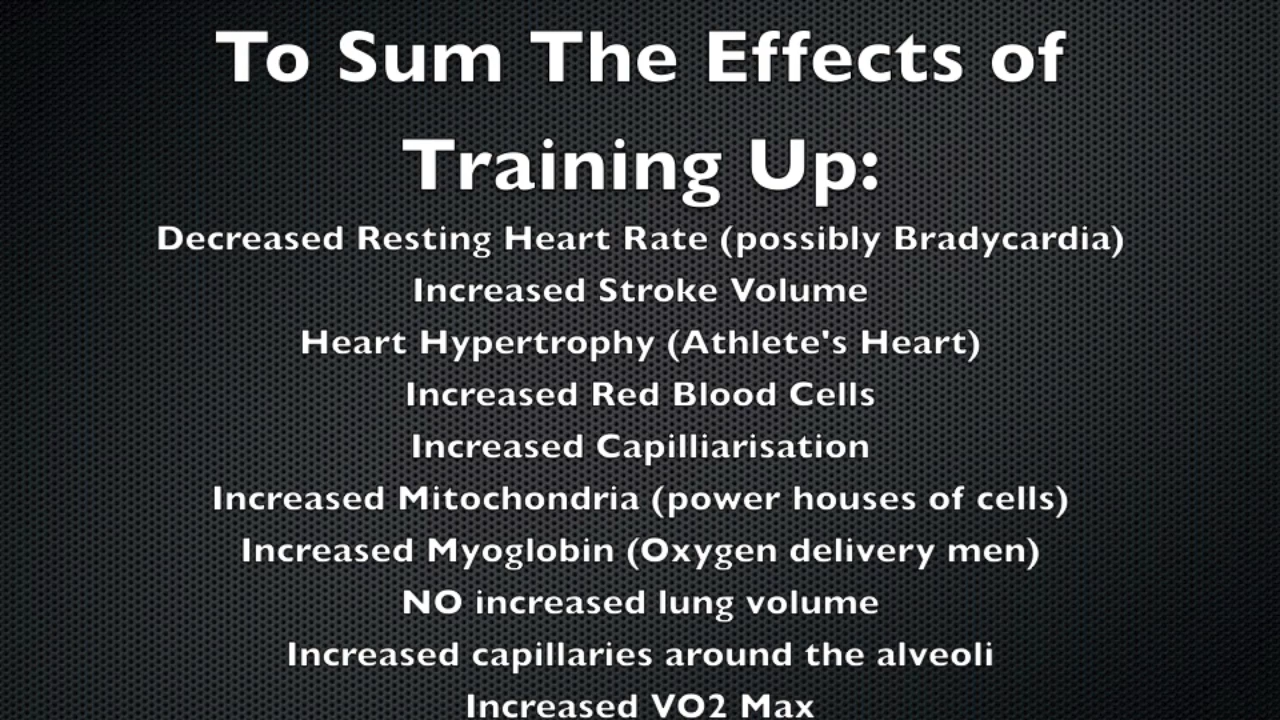 To Sum The Effects of
Training Up:
Decreased Resting Heart Rate (possibly Bradycardia)
Increased Stroke Volume
Heart Hypertrophy (Athlete's Heart)
Increased Red Blood Cells
Increased Capilliarisation
Increased Mitochondria (power houses of cells)
Increased Myoglobin (Oxygen delivery men)
NO increased lung volume
Increased capillaries around the alveoli
Increased VO2 Max